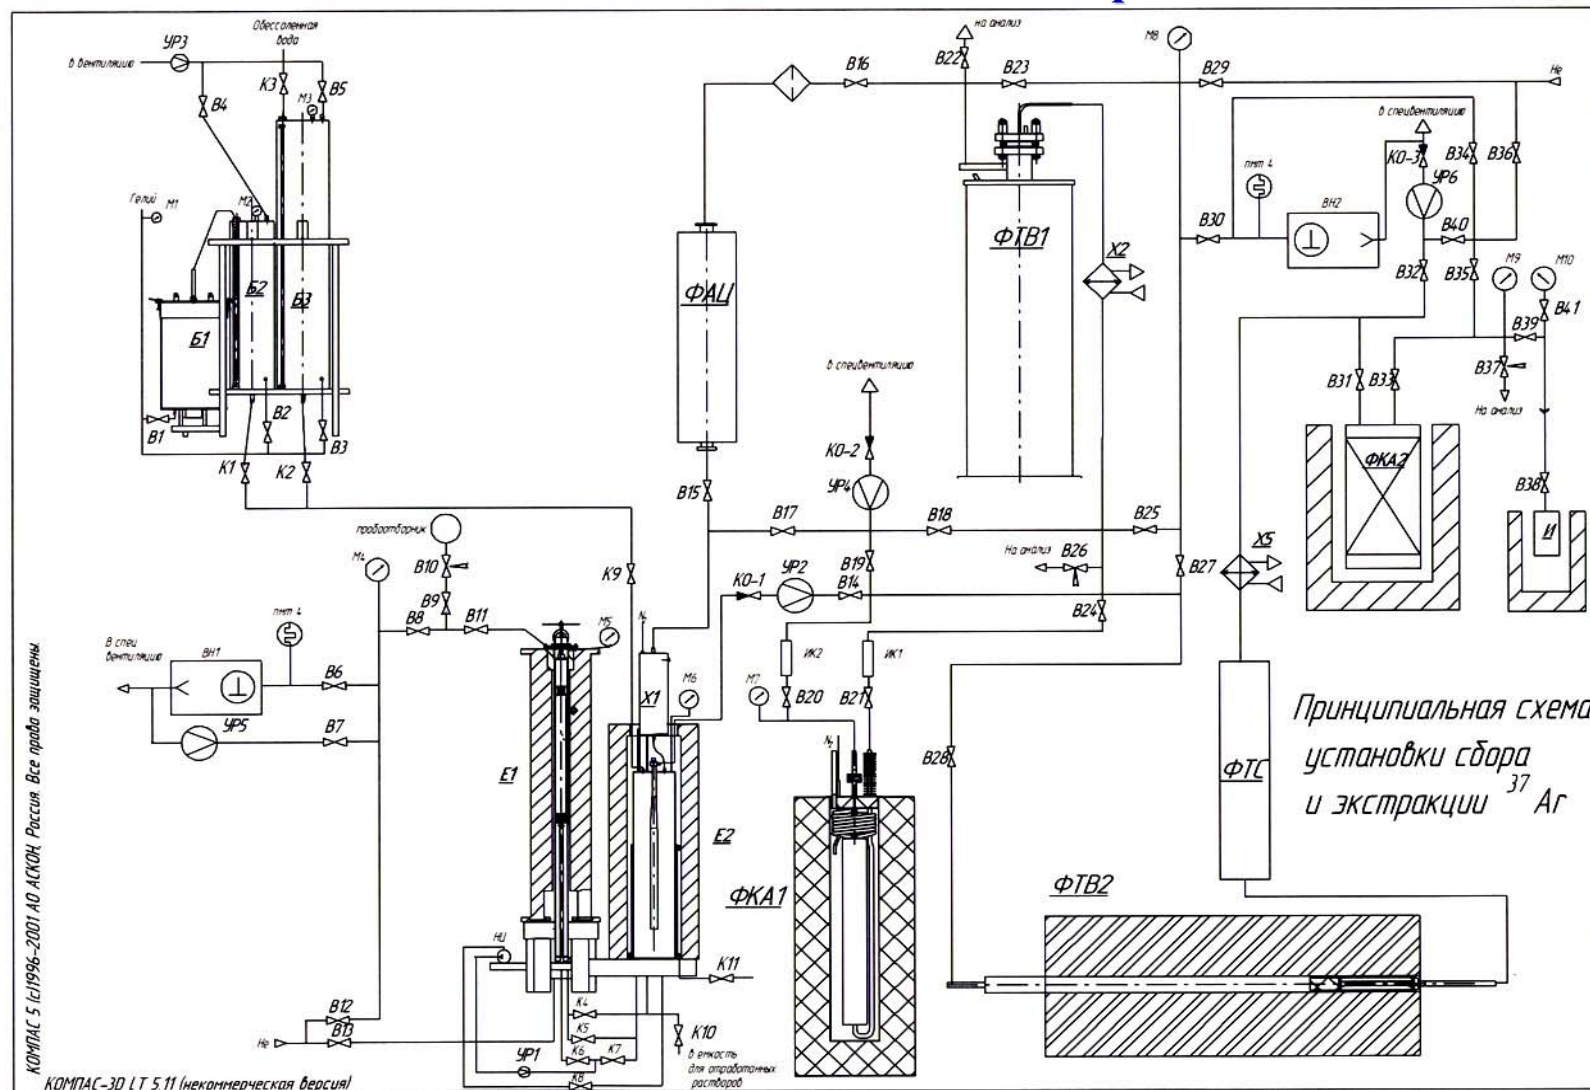 Обессоленная
вода
УР3
в вентиляцию
К3
В4
В5
М3
Гелий
М1
М2
Б1
Б2
Б3
В1
В2
В3
К1
К2
на анализ
В22
В16
В23
М8
В29
Не
в спецвентиляцию
КО-3
В34
В36
УР6
пмт 4
ВН2
В30
В40
В32
В35
М9
М10
В41
В39
В37
На анализ
В31
В33
ФКА2
В38
И
ФАЦ
ФТВ1
Х2
в спецвентиляцию
КО-2
УР4
В15
В17
В18
В25
На анализ
В26
В27
В19
В14
УР2
КО-1
В24
Х5
пробоотборник
М4
В10
В9
В8
В11
К9
N₂
М5
В спец
вентиляцию
ВН1
пмт 4
В6
УР5
В7
Х1
М6
М7
ИК2
ИК1
В20
В21
N₂
В28
ФТС
Е1
Е2
ФКА1
ФТВ2
Принципиальная схема
установки сбора
и экстракции ³⁷Ar
НЦ
К11
К4
К5
К6
К7
К8
К10
УР1
в емкость
для отработанных
растворов
В12
В13
Не
КОМПАС 5 (c)1996-2001 АО АСКОН, Россия. Все права защищены.
КОМПАС-3D LT 5.11 (некоммерческая версия)